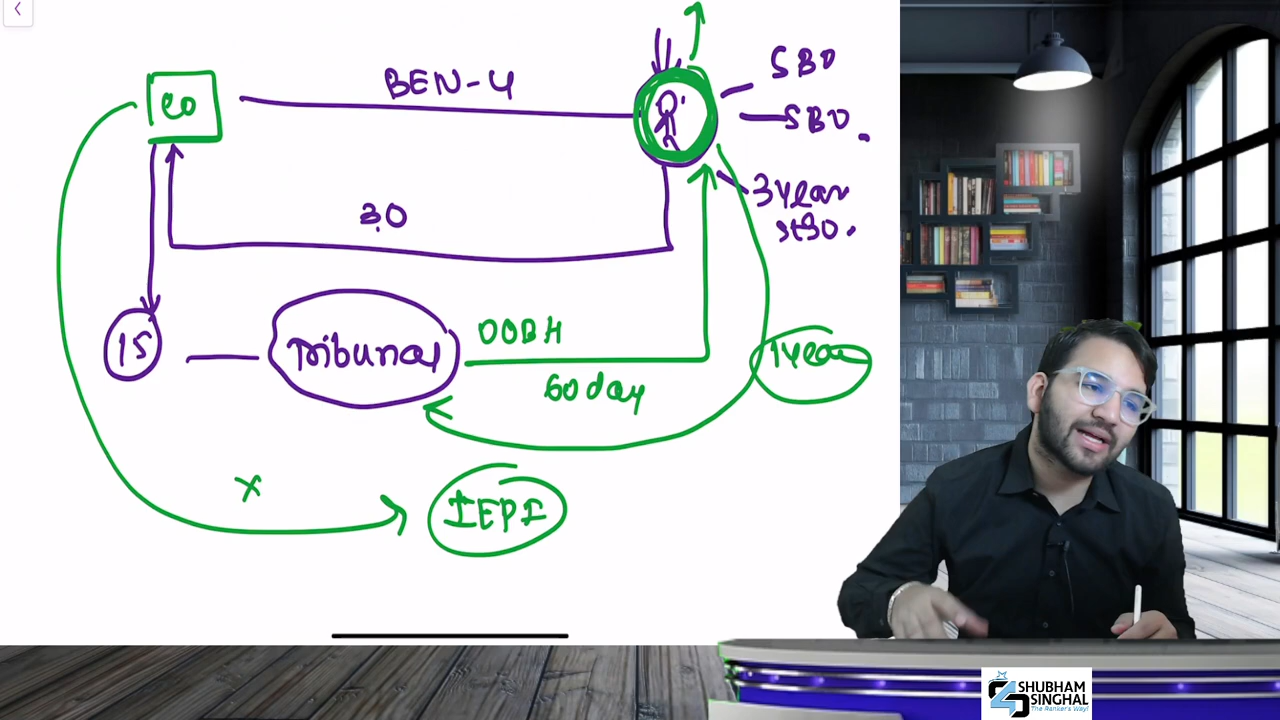 BEN-4
co
SBO
SBO.
3 year
SBO.
30
15
Tribunal
OOBH
60 day
1 year
X
IEPF
SHUBHAM
SINGHAL
The Ranker's Way!